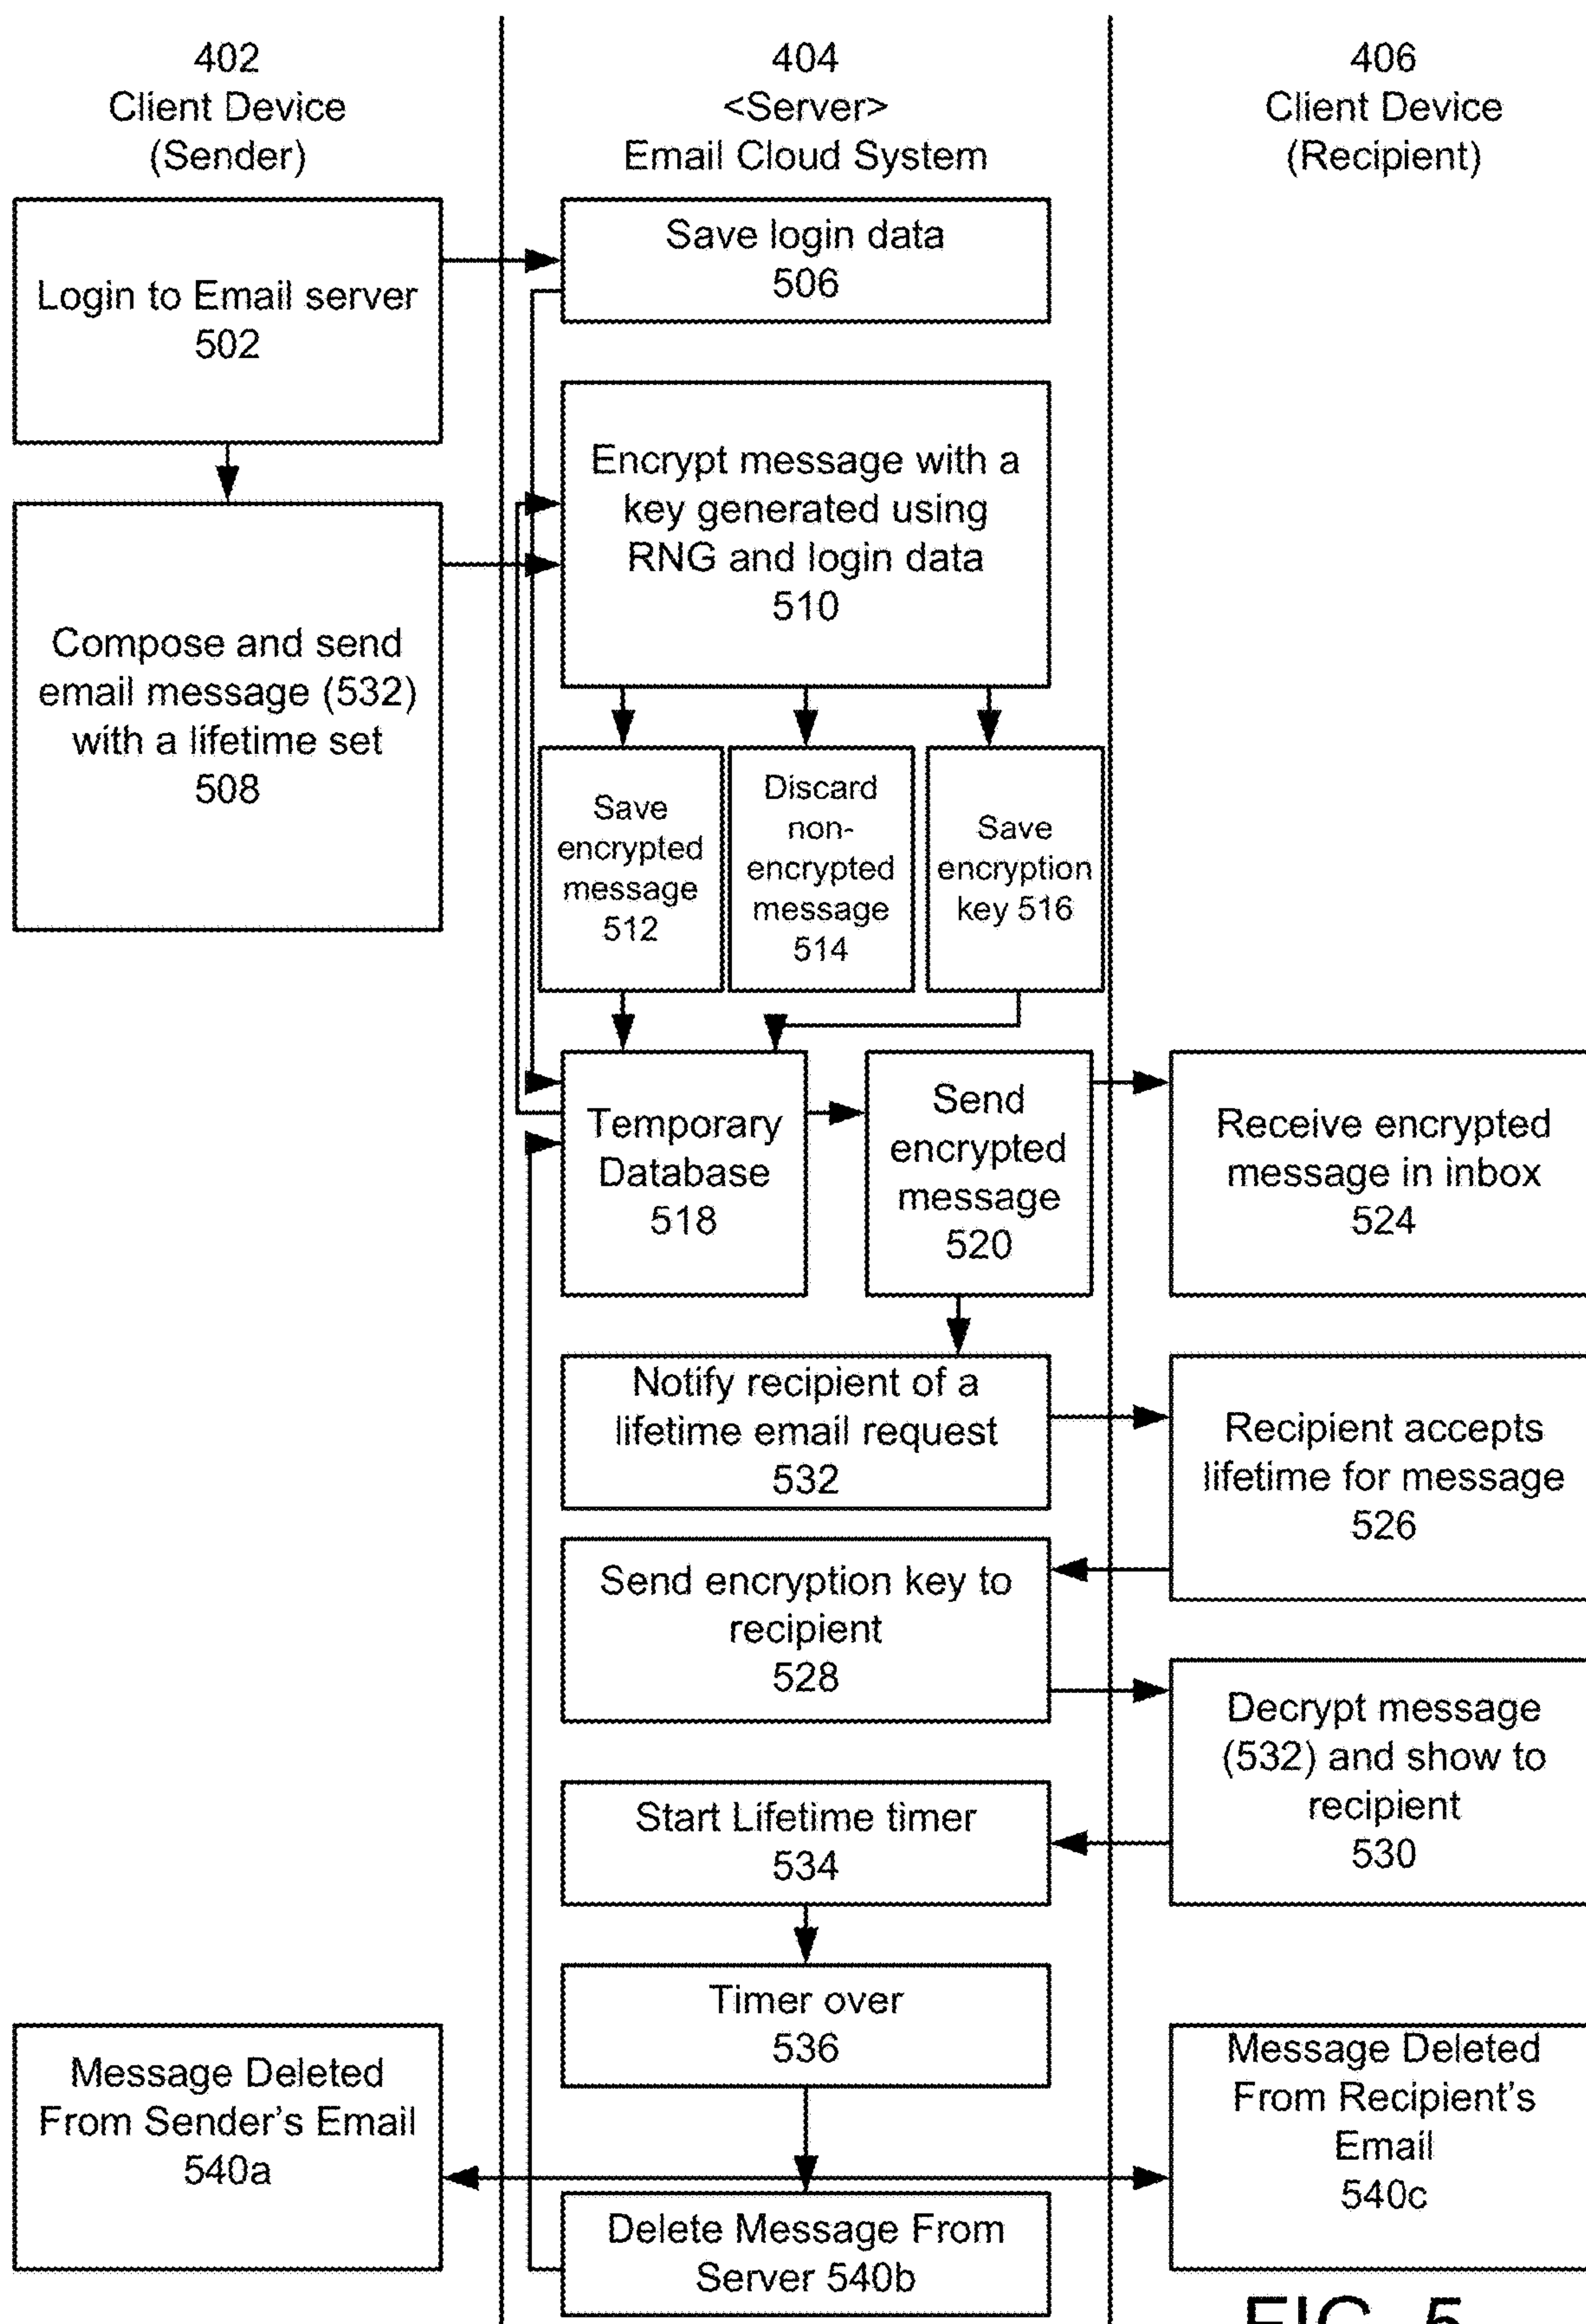 402
Client Device
(Sender)
404
<Server>
Email Cloud System
406
Client Device
(Recipient)
Login to Email server
502
Save login data
506
Compose and send
email message (532)
with a lifetime set
508
Encrypt message with a
key generated using
RNG and login data
510
Save
encrypted
message
512
Discard
non-
encrypted
message
514
Save
encryption
key 516
Temporary
Database
518
Send
encrypted
message
520
Receive encrypted
message in inbox
524
Notify recipient of a
lifetime email request
532
Recipient accepts
lifetime for message
526
Send encryption key to
recipient
528
Decrypt message
(532) and show to
recipient
530
Start Lifetime timer
534
Timer over
536
Message Deleted
From Sender's Email
540a
Message Deleted
From Recipient's
Email
540c
Delete Message From
Server 540b
FIG. 5